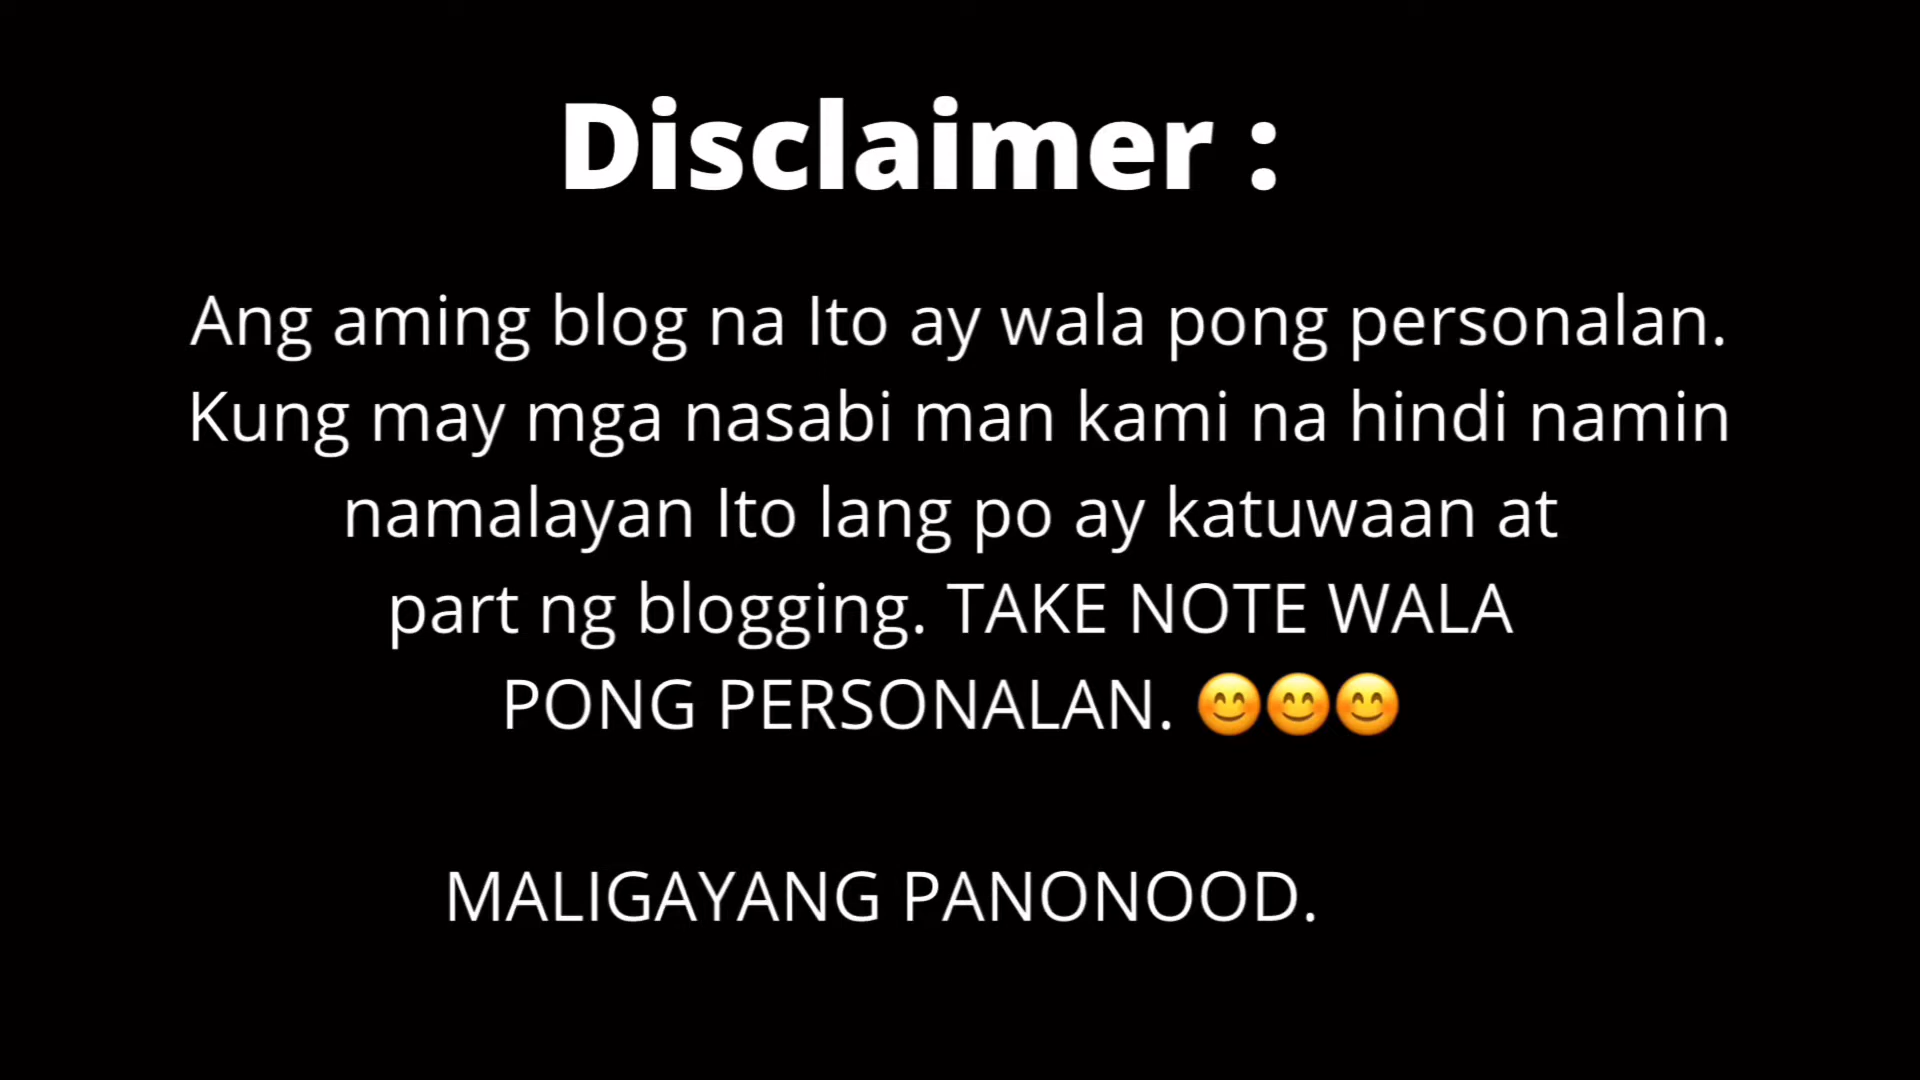 Disclaimer :
Ang aming blog na Ito ay wala pong personalan.
Kung may mga nasabi man kami na hindi namin
namalayan Ito lang po ay katuwaan at
part ng blogging. TAKE NOTE WALA
PONG PERSONALAN. 😊😊😊
MALIGAYANG PANONOOD.